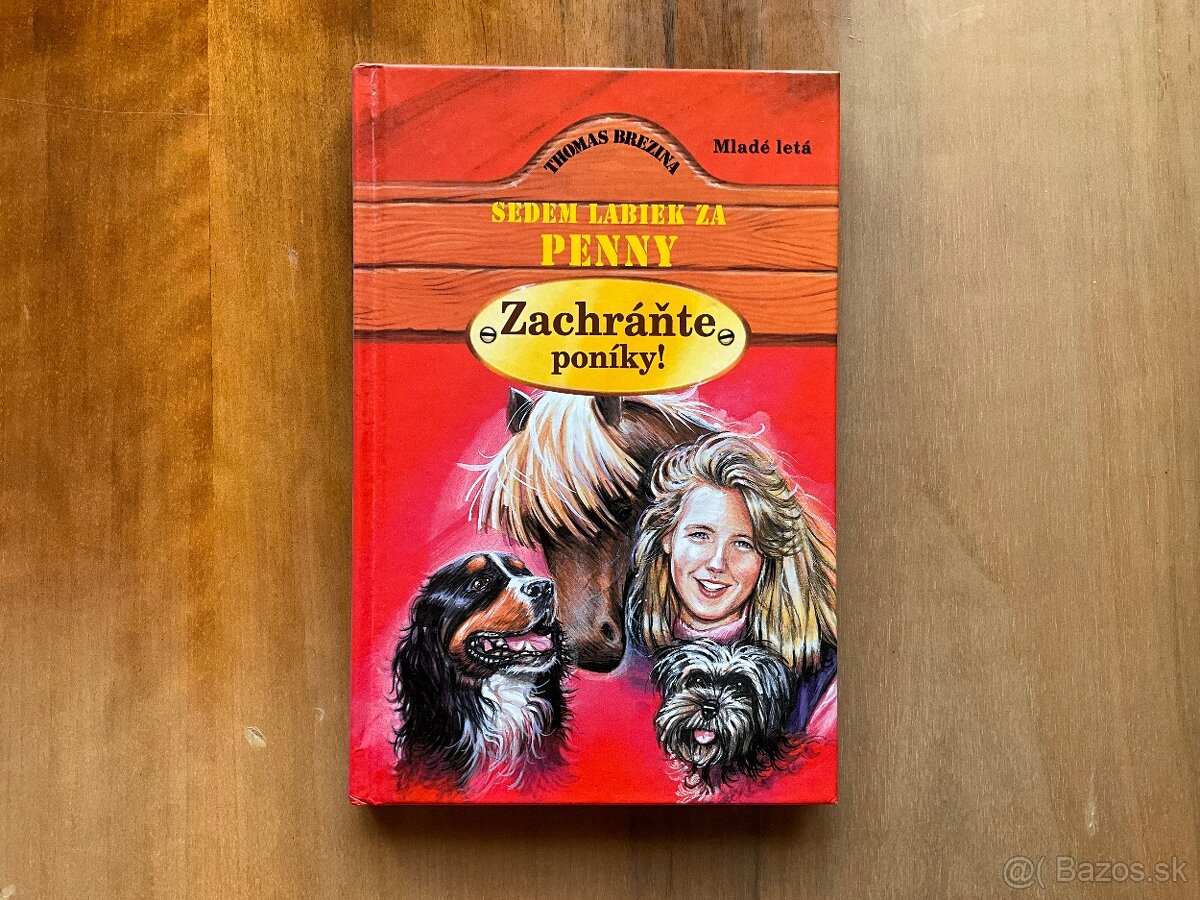 THOMAS BREZINA
Mladé letá
SEDEM LABIEK ZA
PENNY
Zachráňte
poníky!
@( Bazos.sk